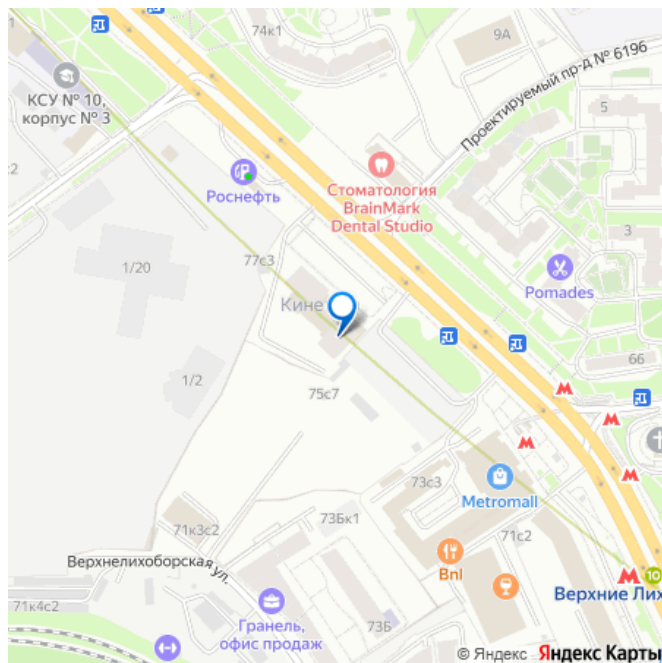 74к1
9А
Проектируемый пр-д № 6196
КСУ № 10,
корпус № 3
5
Роснефть
Стоматология
BrainMark
Dental Studio
3
1/20
77с3
Pomades
Кине
66
1/2
75с7
73с3
Metromall
73Бк1
71к3с2
71с2
Верхнелихоборская ул.
Bnl
10
Верхние Лих
71к4с2
Гранель,
офис продаж
73Б
© Яндекс Яндекс Карты